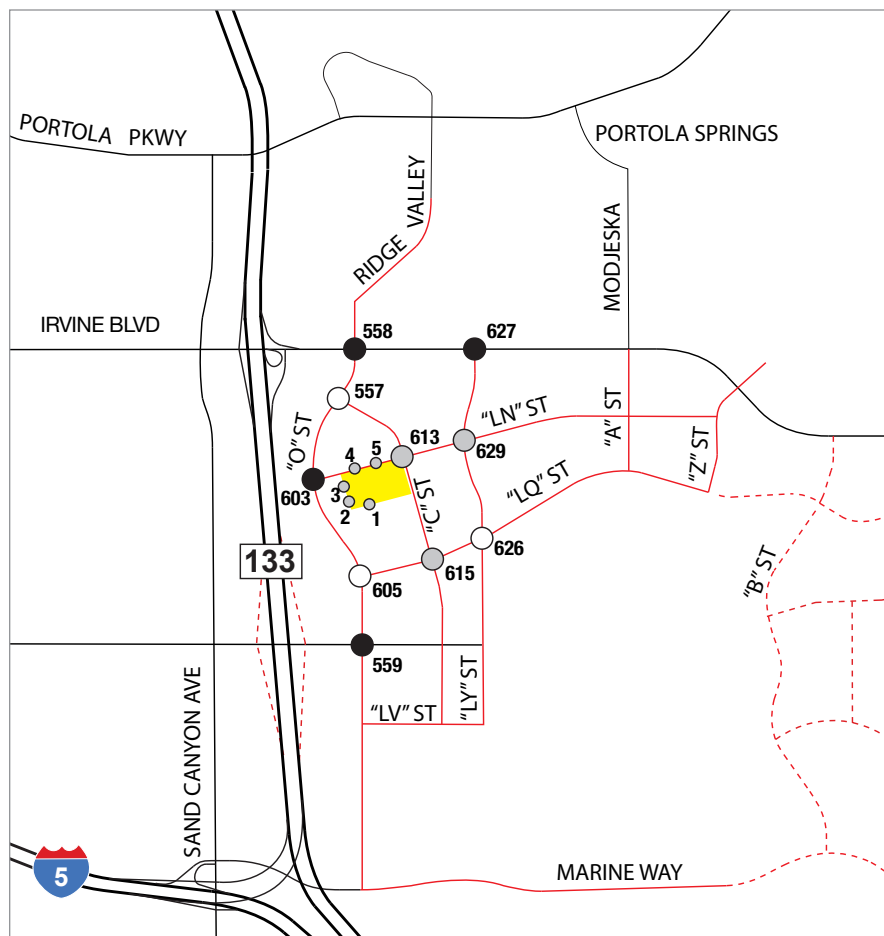 PORTOLA PKWY
PORTOLA SPRINGS
RIDGE VALLEY
MODJESKA
IRVINE BLVD
558
627
557
"O" ST
"LN" ST
"A" ST
613
4
5
629
"Z" ST
603
3
2
1
"C" ST
"LQ" ST
626
133
615
605
"B" ST
559
"LV" ST
"LY" ST
SAND CANYON AVE
5
MARINE WAY